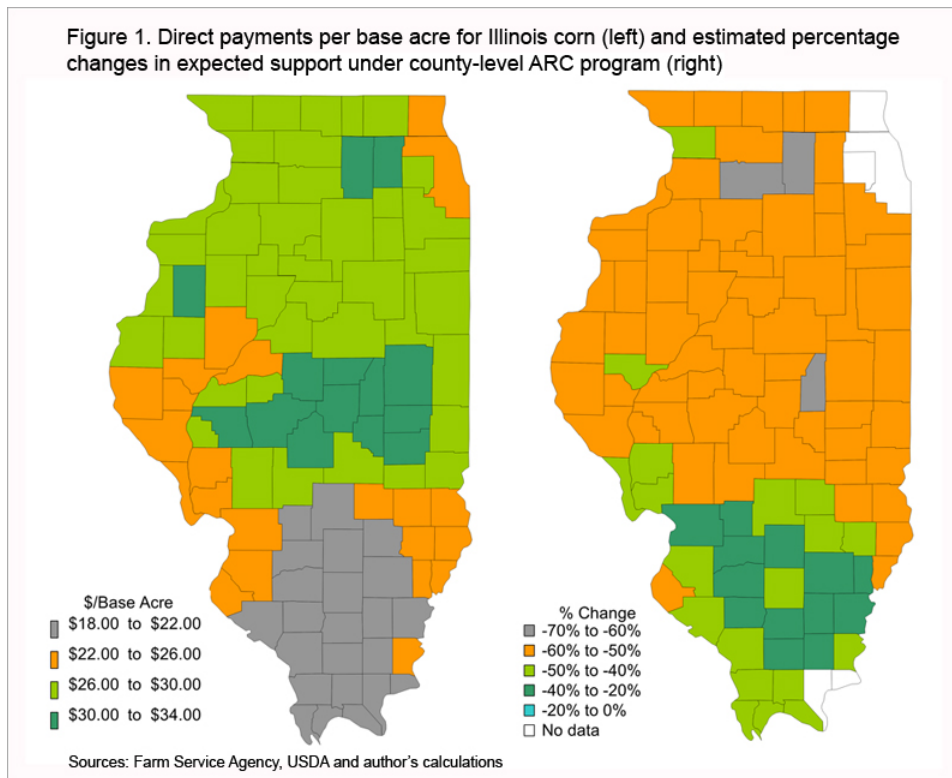 Figure 1. Direct payments per base acre for Illinois corn (left) and estimated percentage
changes in expected support under county-level ARC program (right)
$/Base Acre
$18.00 to $22.00
$22.00 to $26.00
$26.00 to $30.00
$30.00 to $34.00
% Change
-70% to -60%
-60% to -50%
-50% to -40%
-40% to -20%
-20% to 0%
No data
Sources: Farm Service Agency, USDA and author's calculations